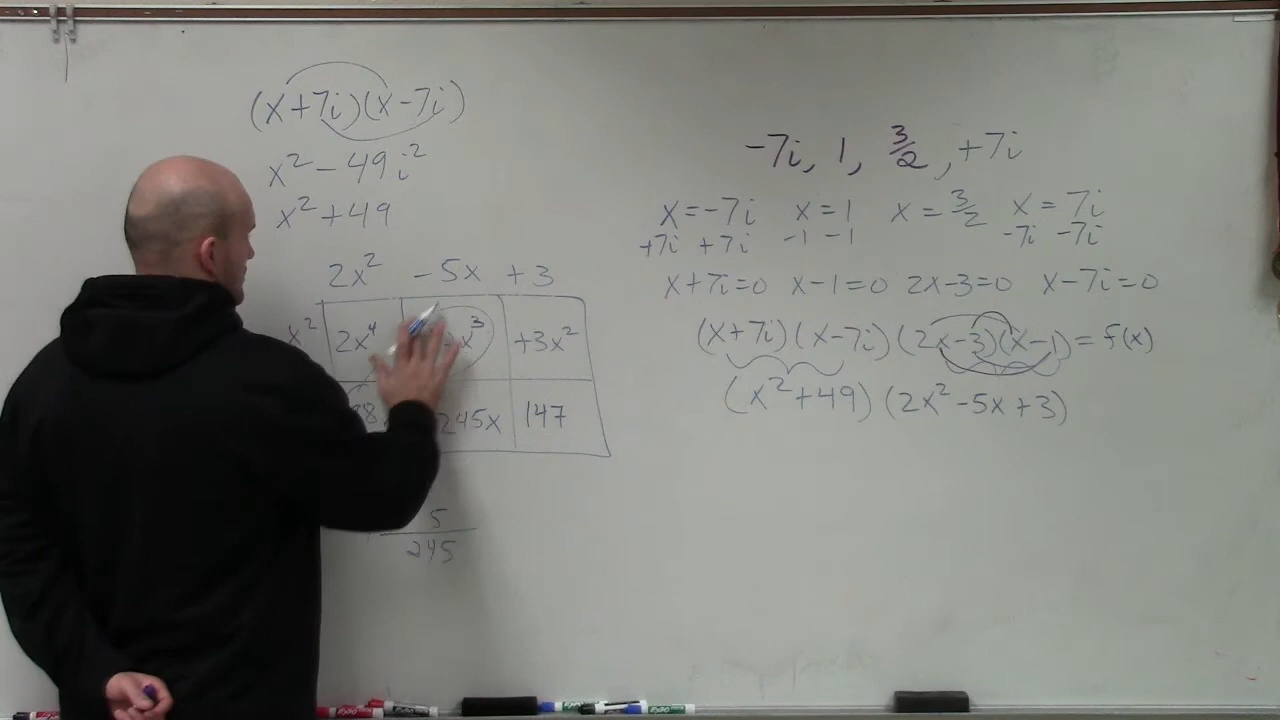 (x+7i)(x-7i)
x² - 49i²
x² + 49
2x² - 5x + 3
x² 2x⁴ x³ +3x²
98 245x 147
5
245
-7i, 1, 3/2, +7i
x=-7i x=1 x=3/2 x=7i
+7i +7i -1 -1 -7i -7i
x+7i=0 x-1=0 2x-3=0 x-7i=0
(x+7i)(x-7i)(2x-3)(x-1)=f(x)
(x²+49)(2x²-5x+3)